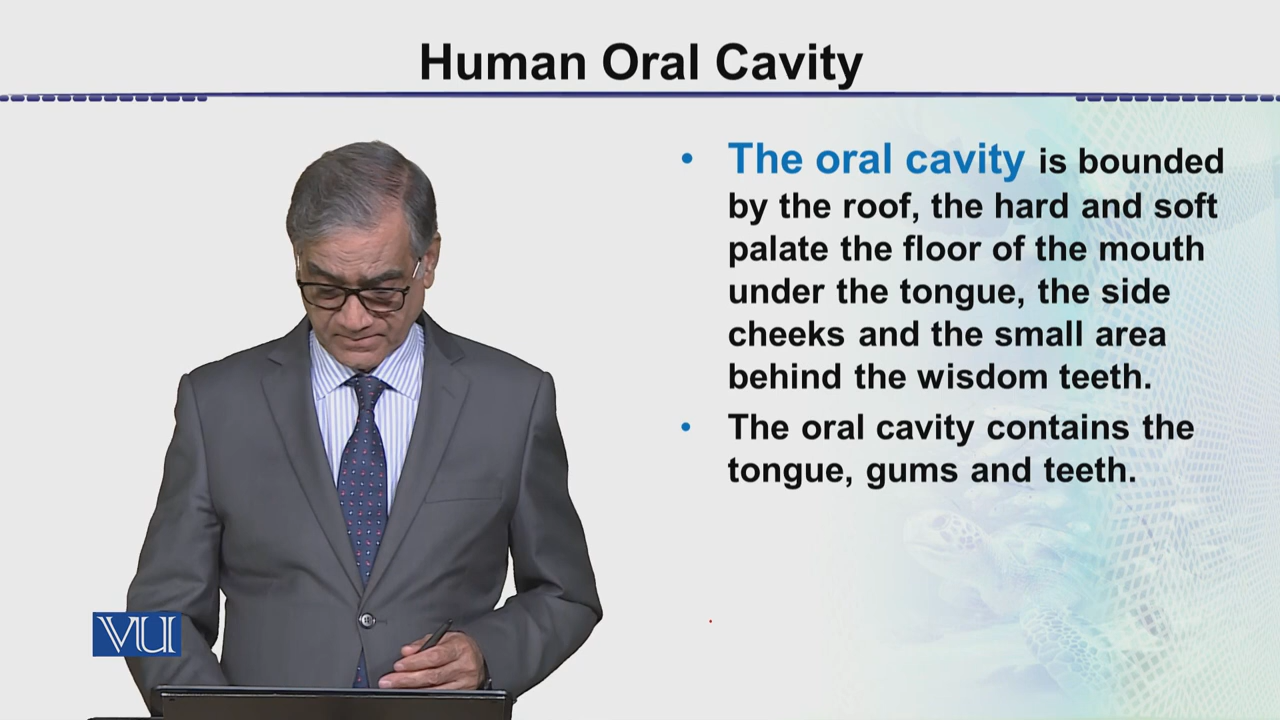 Human Oral Cavity
• The oral cavity is bounded
by the roof, the hard and soft
palate the floor of the mouth
under the tongue, the side
cheeks and the small area
behind the wisdom teeth.
• The oral cavity contains the
tongue, gums and teeth.
VU